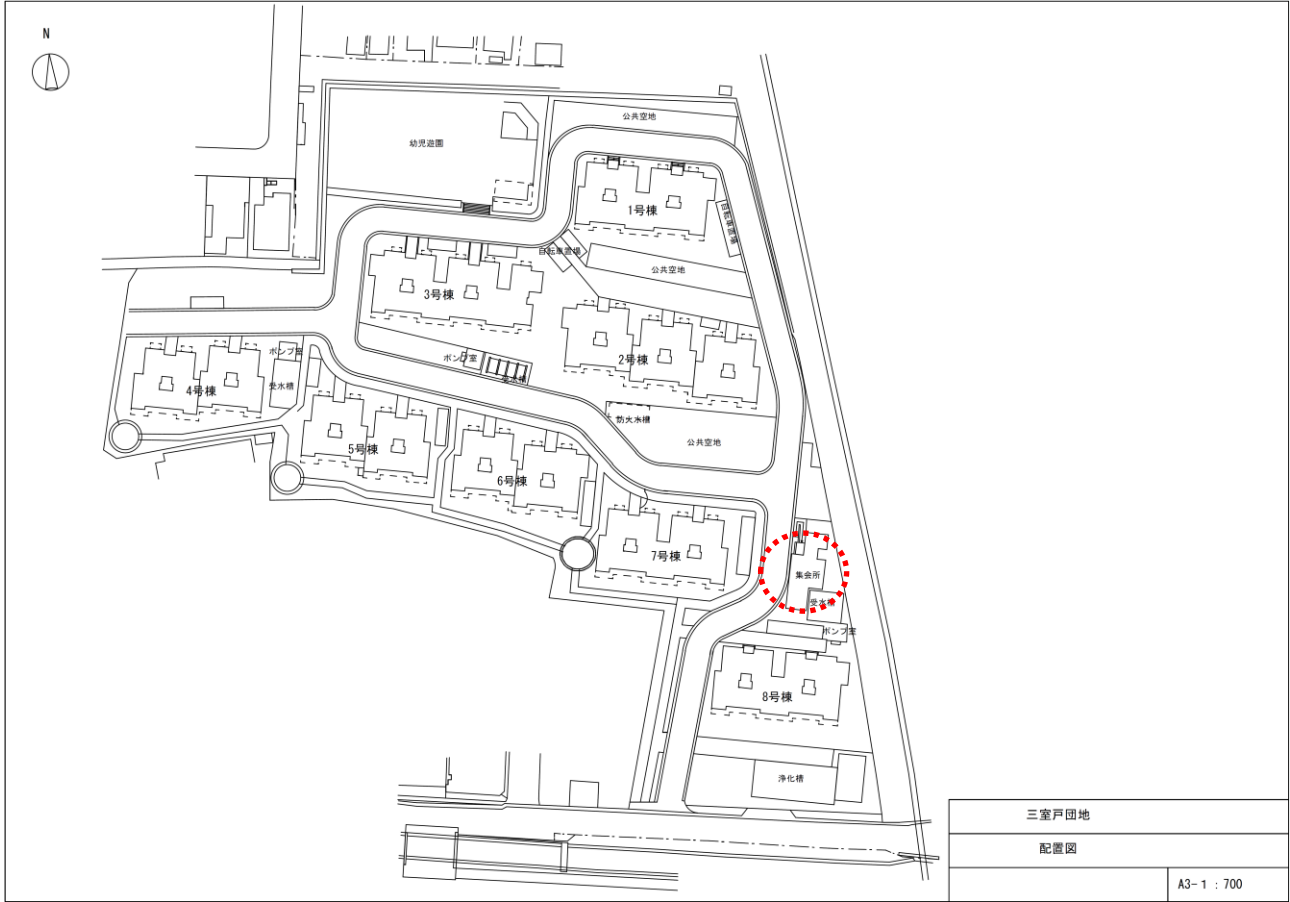 N
公共空地
幼児遊園
1号棟
自転車置場
自転車置場
公共空地
3号棟
ポンプ室
受水槽
2号棟
ポンプ室
受水槽
4号棟
防火水槽
公共空地
5号棟
6号棟
7号棟
集会所
受水槽
ポンプ室
8号棟
浄化槽
三室戸団地
配置図
A3-1:700